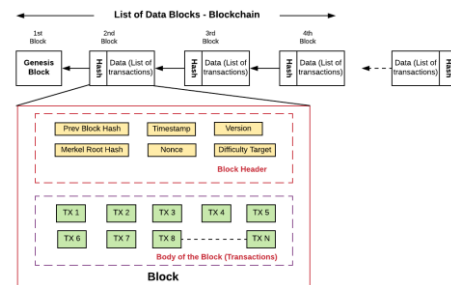 List of Data Blocks - Blockchain
1st Block
2nd Block
3rd Block
4th Block
Genesis Block
Hash
Data (List of transactions)
Hash
Data (List of transactions)
Hash
Data (List of transactions)
Data (List of transactions)
Hash
Prev Block Hash
Timestamp
Version
Merkel Root Hash
Nonce
Difficulty Target
Block Header
TX 1
TX 2
TX 3
TX 4
TX 5
TX 6
TX 7
TX 8
TX N
Body of the Block (Transactions)
Block